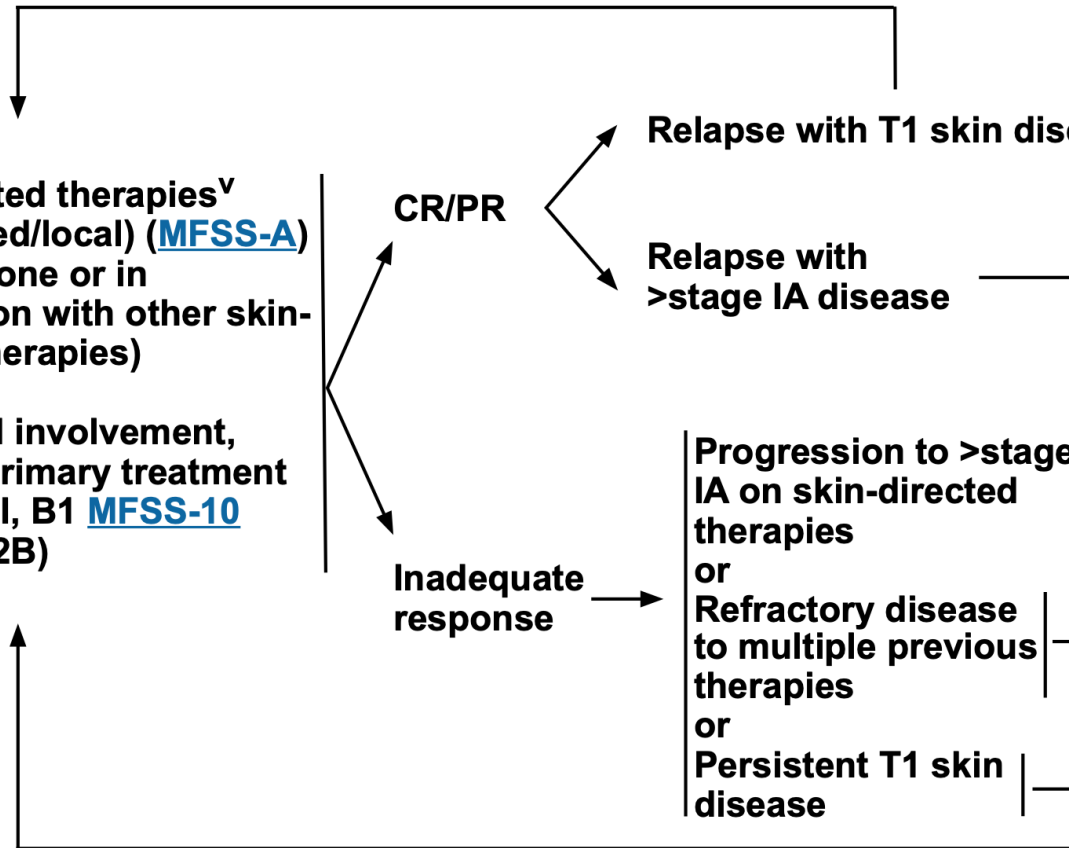 Relapse with T1 skin dise
ted therapiesᵛ
ed/local) (MFSS-A)
one or in
on with other skin-
herapies)
l involvement,
rimary treatment
I, B1 MFSS-10
2B)
CR/PR
Relapse with
>stage IA disease
Inadequate
response
Progression to >stage
IA on skin-directed
therapies
or
Refractory disease
to multiple previous
therapies
or
Persistent T1 skin
disease